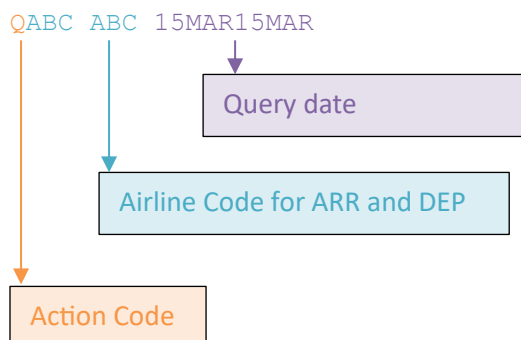 QABC ABC 15MAR15MAR
Query date
Airline Code for ARR and DEP
Action Code